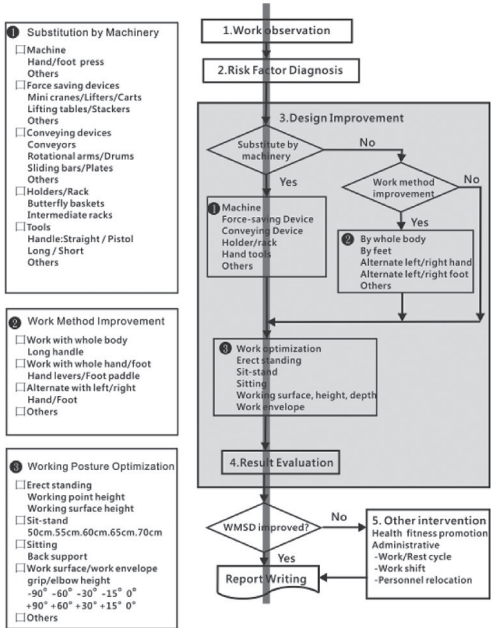 ❶ Substitution by Machinery
□Machine
Hand/foot press
Others
□Force saving devices
Mini cranes/Lifters/Carts
Lifting tables/Stackers
Others
□Conveying devices
Conveyors
Rotational arms/Drums
Sliding bars/Plates
Others
□Holders/Rack
Butterfly baskets
Intermediate racks
□Tools
Handle:Straight / Pistol
Long / Short
Others
❷ Work Method Improvement
□Work with whole body
Long handle
□Work with whole hand/foot
Hand levers/Foot paddle
□Alternate with left/right
Hand/Foot
□Others
❸ Working Posture Optimization
□Erect standing
Working point height
Working surface height
□Sit-stand
50cm.55cm.60cm.65cm.70cm
□Sitting
Back support
□Work surface/work envelope
grip/elbow height
-90° -60° -30° -15° 0°
+90° +60° +30° +15° 0°
□Others
1.Work observation
2.Risk Factor Diagnosis
3.Design Improvement
Substitute by
machinery
No
Yes
Work method
improvement
No
Yes
❶ Machine
Force-saving Device
Conveying Device
Holder/rack
Hand tools
Others
❷ By whole body
By feet
Alternate left/right hand
Alternate left/right foot
Others
❸ Work optimization
Erect standing
Sit-stand
Sitting
Working surface, height, depth
Work envelope
4.Result Evaluation
WMSD improved?
No
Yes
5. Other intervention
Health fitness promotion
Administrative
-Work/Rest cycle
-Work shift
-Personnel relocation
Report Writing